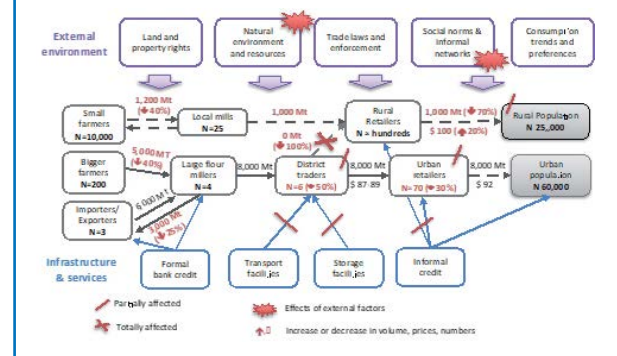 External
environment
Land and
property rights
Natural
environment
and resources
Trade laws and
enforcement
Social norms &
informal
networks
Consumption
trends and
preferences
Small
farmers
N=10,000
1,200 Mt
(40%)
Local mills
N=25
1,000 Mt
Rural
Retailers
N > hundreds
1,000 Mt (70%)
$ 100 (20%)
Rural Population
N 25,,000
0 Mt
(100%)
Bigger
farmers
N=200
5,000 MT
(40%)
Large flour
millers
N=4
8,000 Mt
District
traders
N=6 (50%)
8,000 Mt
$ 87-89
Urban
retailers
N= 70 (30%)
8,000 Mt
$ 92
Urban
population
N 60,000
Importers/
Exporters
N=3
6,000 MT
3,000 Mt
(25%)
Infrastructure
& services
Formal
bank credit
Transport
facilities
Storage
facilities
Informal
credit
Partially affected
Totally affected
Effects of external factors
Increase or decrease in volume, prices, numbers